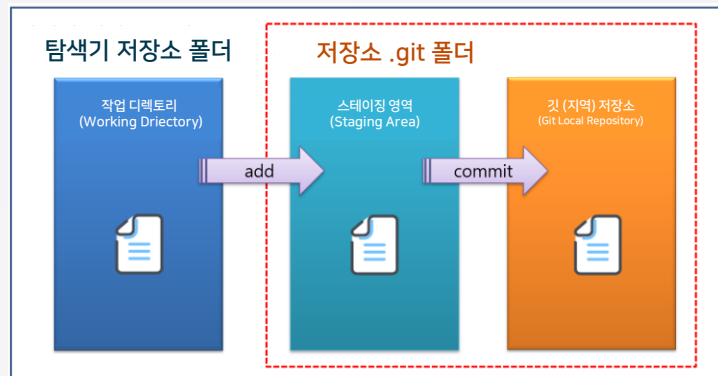 탐색기 저장소 폴더
저장소 .git 폴더
작업 디렉토리
(Working Driectory)
스테이징 영역
(Staging Area)
깃 (지역) 저장소
(Git Local Repository)
add
commit